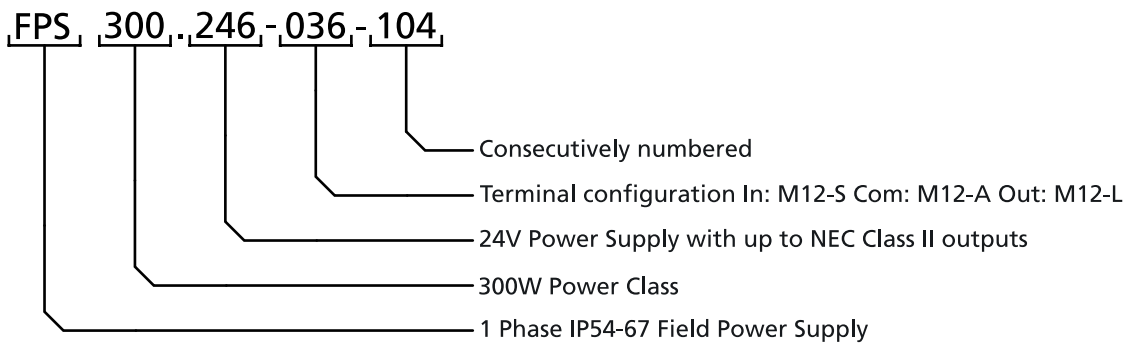 FPS 300.246-036-104
Consecutively numbered
Terminal configuration In: M12-S Com: M12-A Out: M12-L
24V Power Supply with up to NEC Class II outputs
300W Power Class
1 Phase IP54-67 Field Power Supply